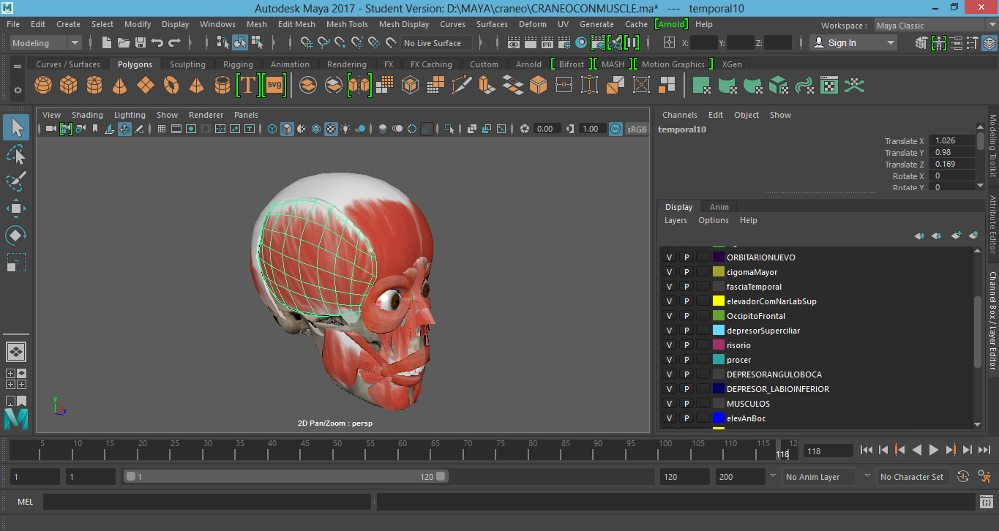 Autodesk Maya 2017 - Student Version: D:\MAYA\craneo\CRANEOCONMUSCLE.ma* --- temporal10
File Edit Create Select Modify Display Windows Mesh Edit Mesh Mesh Tools Mesh Display Curves Surfaces Deform UV Generate Cache [Arnold] Help Workspace : Maya Classic
Modeling No Live Surface X: Y: Z: Sign In
Curves / Surfaces Polygons Sculpting Rigging Animation Rendering FX FX Caching Custom Arnold Bifrost MASH Motion Graphics XGen
IPR
T svg
View Shading Lighting Show Renderer Panels
0.00 1.00 ON sRGB
Channels Edit Object Show
temporal10
Translate X 1.026
Translate Y 0.98
Translate Z 0.169
Rotate X 0
Rotate Y 0
Display Anim
Layers Options Help
V P ORBITARIONUEVO
V P cigomaMayor
V P fasciaTemporal
V P elevadorComNarLabSup
V P OccipitoFrontal
V P depresorSuperciliar
V P risorio
V P procer
V P DEPRESORANGULOBOCA
V P DEPRESOR_LABIOINFERIOR
V P MUSCULOS
V P elevAnBoc
Modeling Toolkit
Attribute Editor
Channel Box / Layer Editor
y
x
z
2D Pan/Zoom : persp
5 10 15 20 25 30 35 40 45 50 55 60 65 70 75 80 85 90 95 100 105 110 115 12
118 118
1 1 1 120 120 200 No Anim Layer No Character Set
MEL